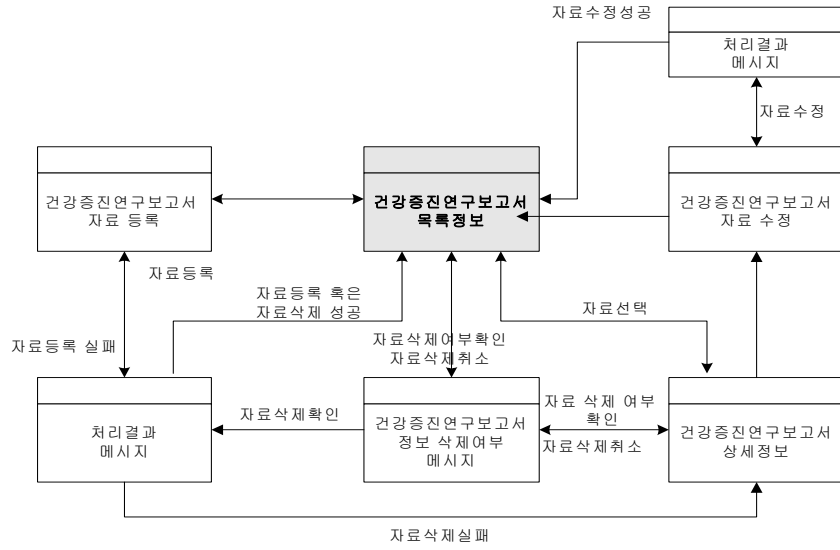 자료수정성공
처리결과
메시지
자료수정
건강증진연구보고서
자료 등록
건강증진연구보고서
목록정보
건강증진연구보고서
자료 수정
자료등록
자료등록 혹은
자료삭제 성공
자료선택
자료등록 실패
자료삭제여부확인
자료삭제취소
처리결과
메시지
자료삭제확인
건강증진연구보고서
정보 삭제여부
메시지
자료 삭제 여부
확인
자료삭제취소
건강증진연구보고서
상세정보
자료삭제실패